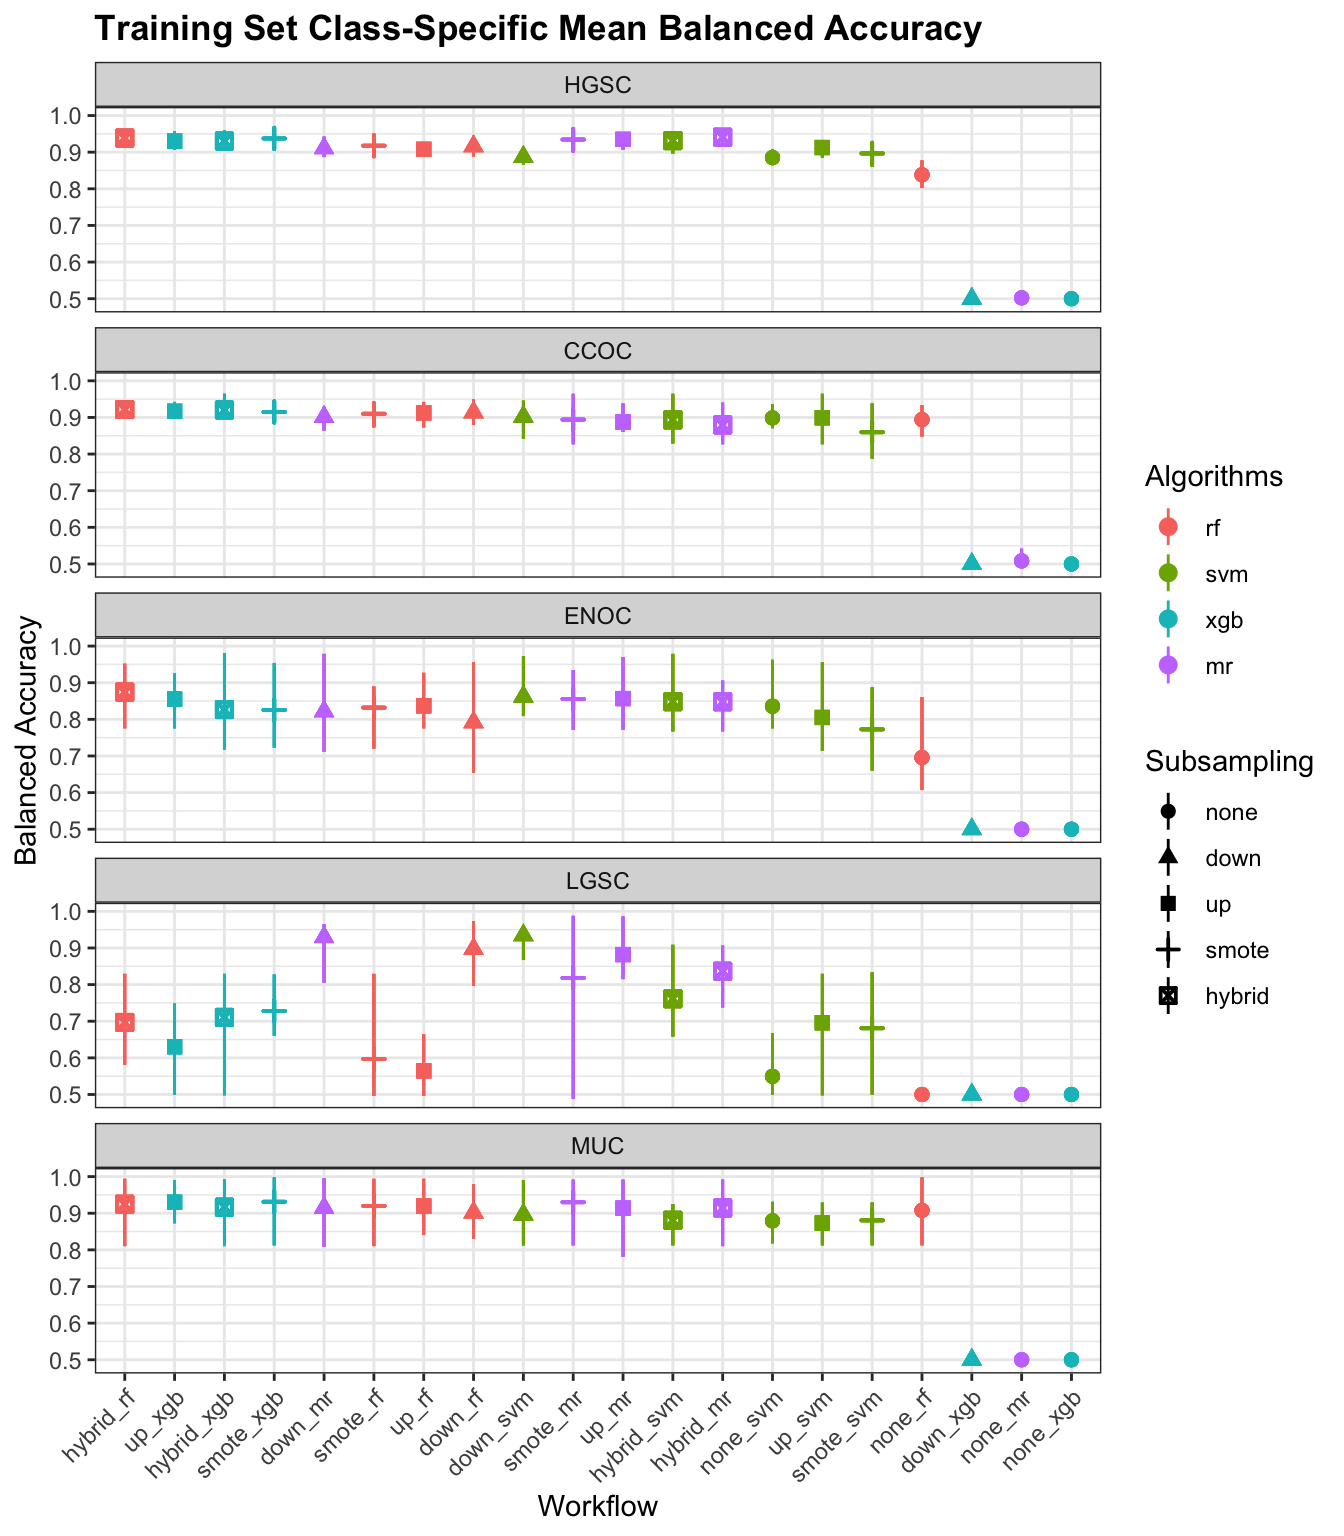 Training Set Class-Specific Mean Balanced Accuracy
HGSC
1.0
0.9
0.8
0.7
0.6
0.5
CCOC
1.0
0.9
0.8
0.7
0.6
0.5
ENOC
1.0
0.9
0.8
0.7
0.6
0.5
LGSC
1.0
0.9
0.8
0.7
0.6
0.5
MUC
1.0
0.9
0.8
0.7
0.6
0.5
Balanced Accuracy
hybrid_rf
up_xgb
hybrid_xgb
smote_xgb
down_mr
smote_rf
up_rf
down_rf
down_svm
smote_mr
up_mr
hybrid_svm
hybrid_mr
none_svm
up_svm
smote_svm
none_rf
down_xgb
none_mr
none_xgb
Workflow
Algorithms
rf
svm
xgb
mr
Subsampling
none
down
up
smote
hybrid